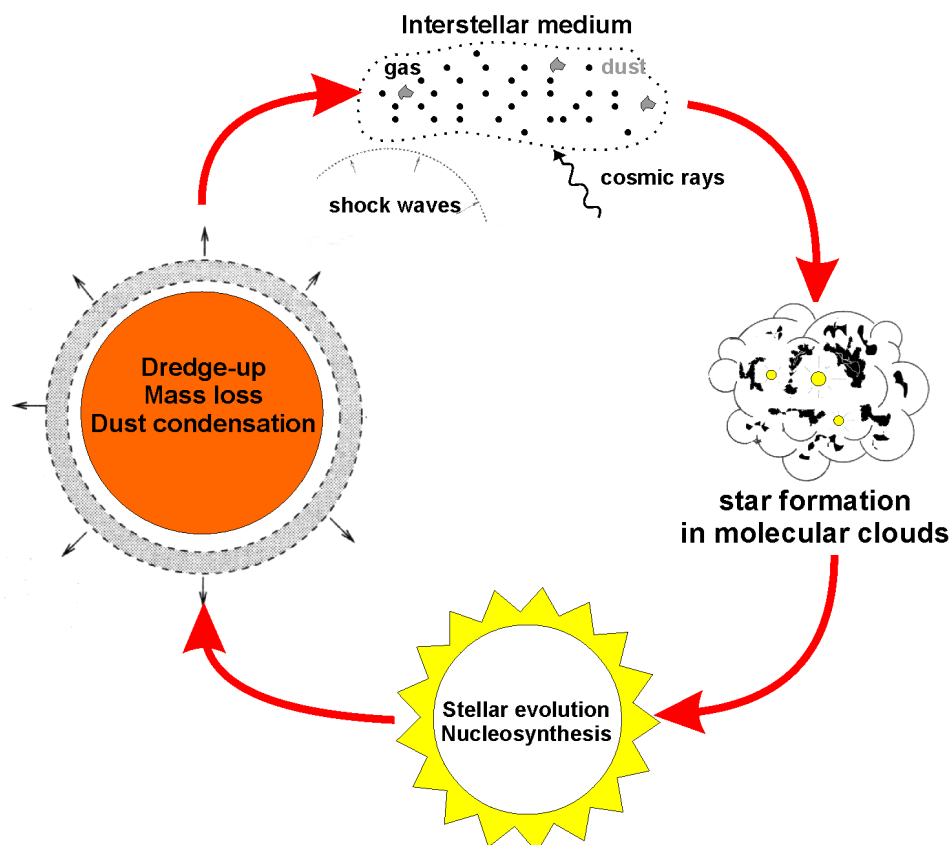 Interstellar medium
gas
dust
cosmic rays
shock waves
Dredge-up
Mass loss
Dust condensation
star formation
in molecular clouds
Stellar evolution
Nucleosynthesis